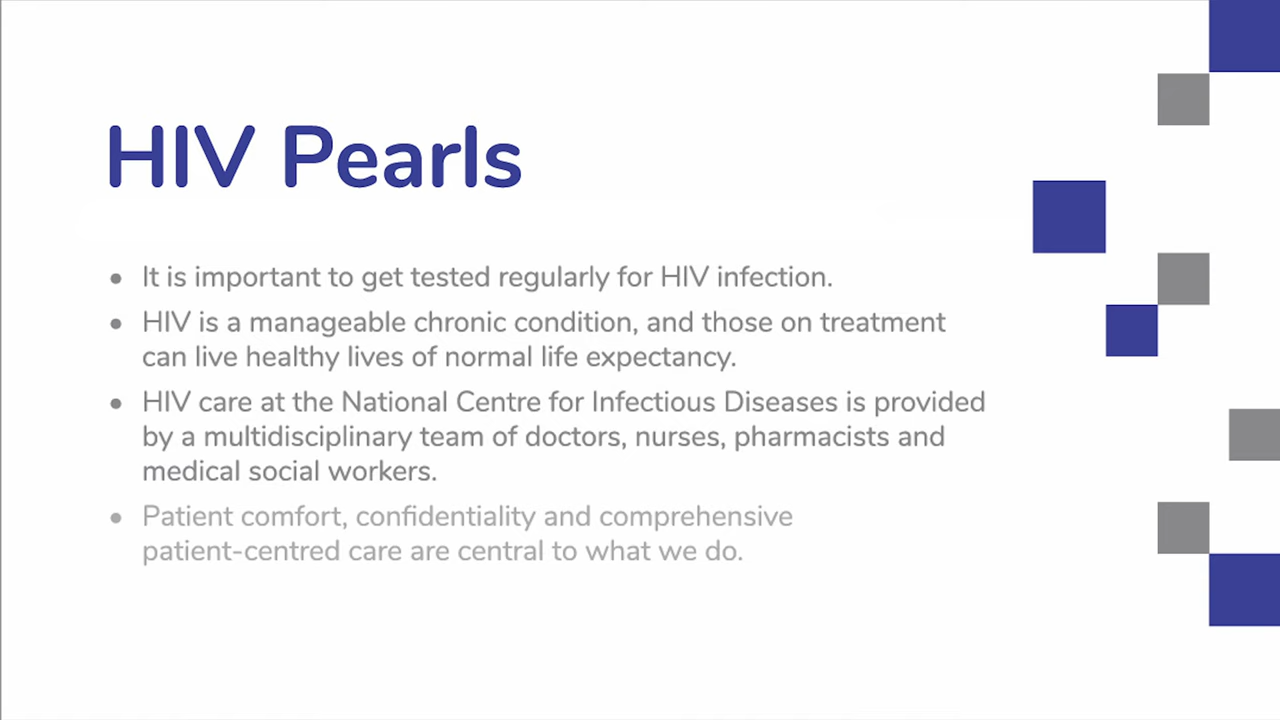 HIV Pearls
• It is important to get tested regularly for HIV infection.
• HIV is a manageable chronic condition, and those on treatment
can live healthy lives of normal life expectancy.
• HIV care at the National Centre for Infectious Diseases is provided
by a multidisciplinary team of doctors, nurses, pharmacists and
medical social workers.
• Patient comfort, confidentiality and comprehensive
patient-centred care are central to what we do.